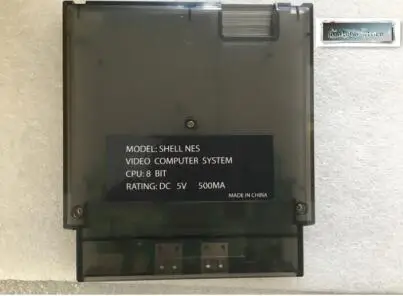 MODEL: SHELL NES
VIDEO COMPUTER SYSTEM
CPU: 8 BIT
RATING: DC 5V 500MA
MADE IN CHINA